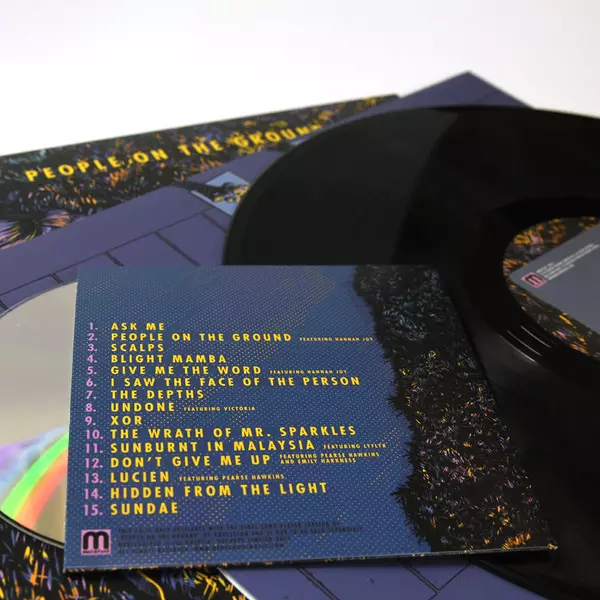 PEOPLE ON THE GROUND
1. ASK ME
2. PEOPLE ON THE GROUND FEATURING HANNAH JOY
3. SCALPS
4. BLIGHT MAMBA
5. GIVE ME THE WORD FEATURING HANNAH JOY
6. I SAW THE FACE OF THE PERSON
7. THE DEPTHS
8. UNDONE FEATURING VICTORIA
9. XOR
10. THE WRATH OF MR. SPARKLES
11. SUNBURNT IN MALAYSIA FEATURING LYFLYN
12. DON'T GIVE ME UP FEATURING PEARSE HAWKINS
AND EMILY HARKNESS
13. LUCIEN FEATURING PEARSE HAWKINS
14. HIDDEN FROM THE LIGHT
15. SUNDAE
m